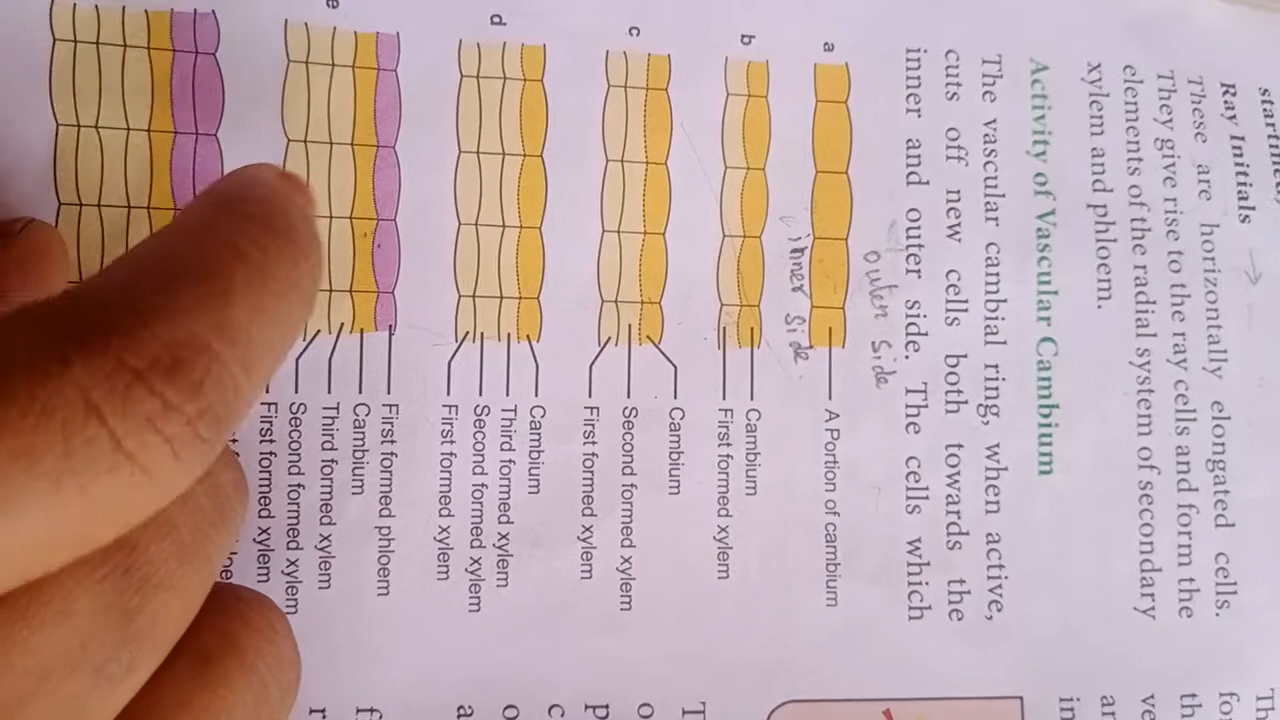 Ray Initials
These are horizontally elongated cells.
They give rise to the ray cells and form the
elements of the radial system of secondary
xylem and phloem.
Activity of Vascular Cambium
The vascular cambial ring, when active,
cuts off new cells both towards the
inner and outer side. The cells which
outer side
a
A Portion of cambium
inner side.
b
Cambium
First formed xylem
c
Cambium
Second formed xylem
First formed xylem
d
Cambium
Third formed xylem
Second formed xylem
First formed xylem
e
First formed phloem
Cambium
Third formed xylem
Second formed xylem
First formed xylem